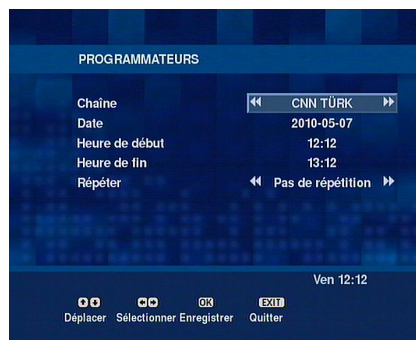 PROGRAMMATEURS
Chaîne CNN TÜRK
Date 2010-05-07
Heure de début 12:12
Heure de fin 13:12
Répéter Pas de répétition
Ven 12:12
OK EXIT
Déplacer Sélectionner Enregistrer Quitter